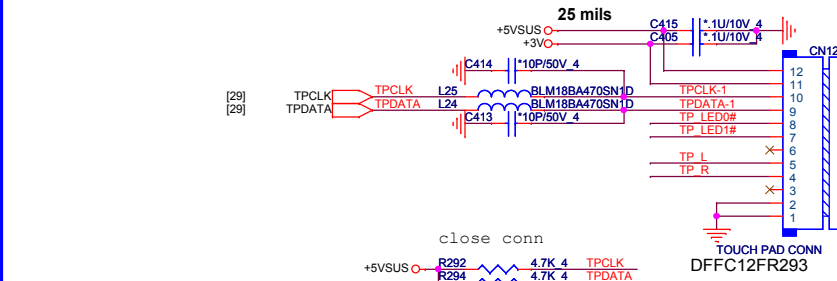 25 mils
+5VSUS C415 *.1U/10V_4
+3V C405 *.1U/10V_4
CN12
C414 *10P/50V_4
12
11
[29] TPCLK TPCLK L25 BLM18BA470SN1D TPCLK-1 10
[29] TPDATA TPDATA L24 BLM18BA470SN1D TPDATA-1 9
C413 *10P/50V_4
TP_LED0# 8
TP_LED1# 7
6
TP_L 5
TP_R 4
3
2
1
close conn
TOUCH PAD CONN
DFFC12FR293
+5VSUS R292 4.7K_4 TPCLK
R294 4.7K_4 TPDATA